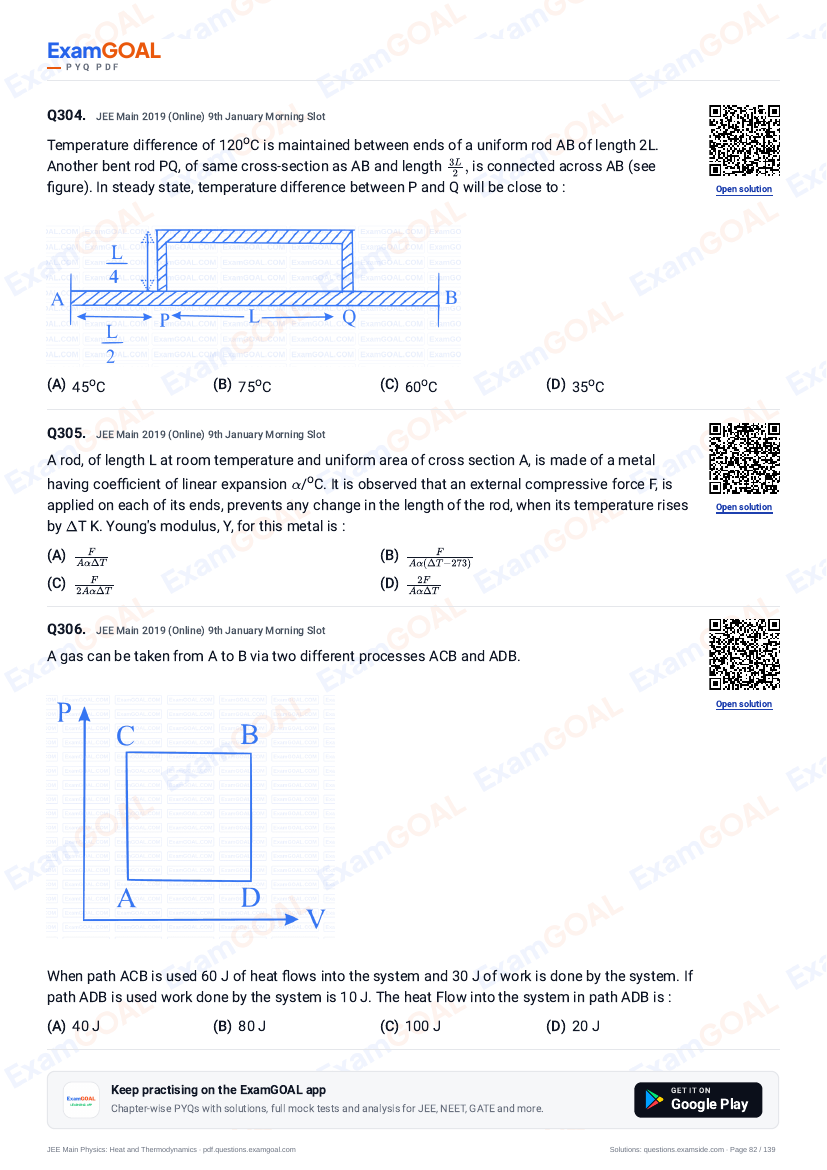 ExamGOAL
PYQ PDF
Q304. JEE Main 2019 (Online) 9th January Morning Slot
Temperature difference of 120°C is maintained between ends of a uniform rod AB of length 2L.
Another bent rod PQ, of same cross-section as AB and length 3L/2, is connected across AB (see
figure). In steady state, temperature difference between P and Q will be close to :
Open solution
L/4
A B
P L Q
L/2
(A) 45°C (B) 75°C (C) 60°C (D) 35°C
Q305. JEE Main 2019 (Online) 9th January Morning Slot
A rod, of length L at room temperature and uniform area of cross section A, is made of a metal
having coefficient of linear expansion α/°C. It is observed that an external compressive force F, is
applied on each of its ends, prevents any change in the length of the rod, when its temperature rises
by ΔT K. Young's modulus, Y, for this metal is :
Open solution
(A) F/AαΔT (B) F/Aα(ΔT−273)
(C) F/2AαΔT (D) 2F/AαΔT
Q306. JEE Main 2019 (Online) 9th January Morning Slot
A gas can be taken from A to B via two different processes ACB and ADB.
Open solution
P
C B
A D
V
When path ACB is used 60 J of heat flows into the system and 30 J of work is done by the system. If
path ADB is used work done by the system is 10 J. The heat Flow into the system in path ADB is :
(A) 40 J (B) 80 J (C) 100 J (D) 20 J
Keep practising on the ExamGOAL app
Chapter-wise PYQs with solutions, full mock tests and analysis for JEE, NEET, GATE and more.
GET IT ON
Google Play
JEE Main Physics: Heat and Thermodynamics · pdf.questions.examgoal.com
Solutions: questions.examside.com · Page 82 / 139